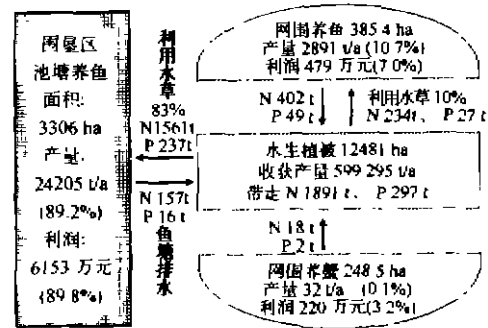 围垦区
池塘养鱼
面积:
3306 ha
产量:
24205 t/a
(89.2%)
利润:
6153 万元
(89 8%)
利用水草
83%
N1561t
P 237t
N 157t
P 16 t
鱼塘排水
网围养鱼 385 4 ha
产量 2891 t/a (10 7%)
利润 479 万元(7 0%)
N 402 t
P 49 t
利用水草 10%
N 234t、P 27 t
水生植被 12481 ha
收获产量 599 295 t/a
带走 N 1891 t、P 297 t
N 18 t
P 2 t
网围养蟹 248 5 ha
产量 32 t/a (0 1%)
利润 220 万元(3 2%)